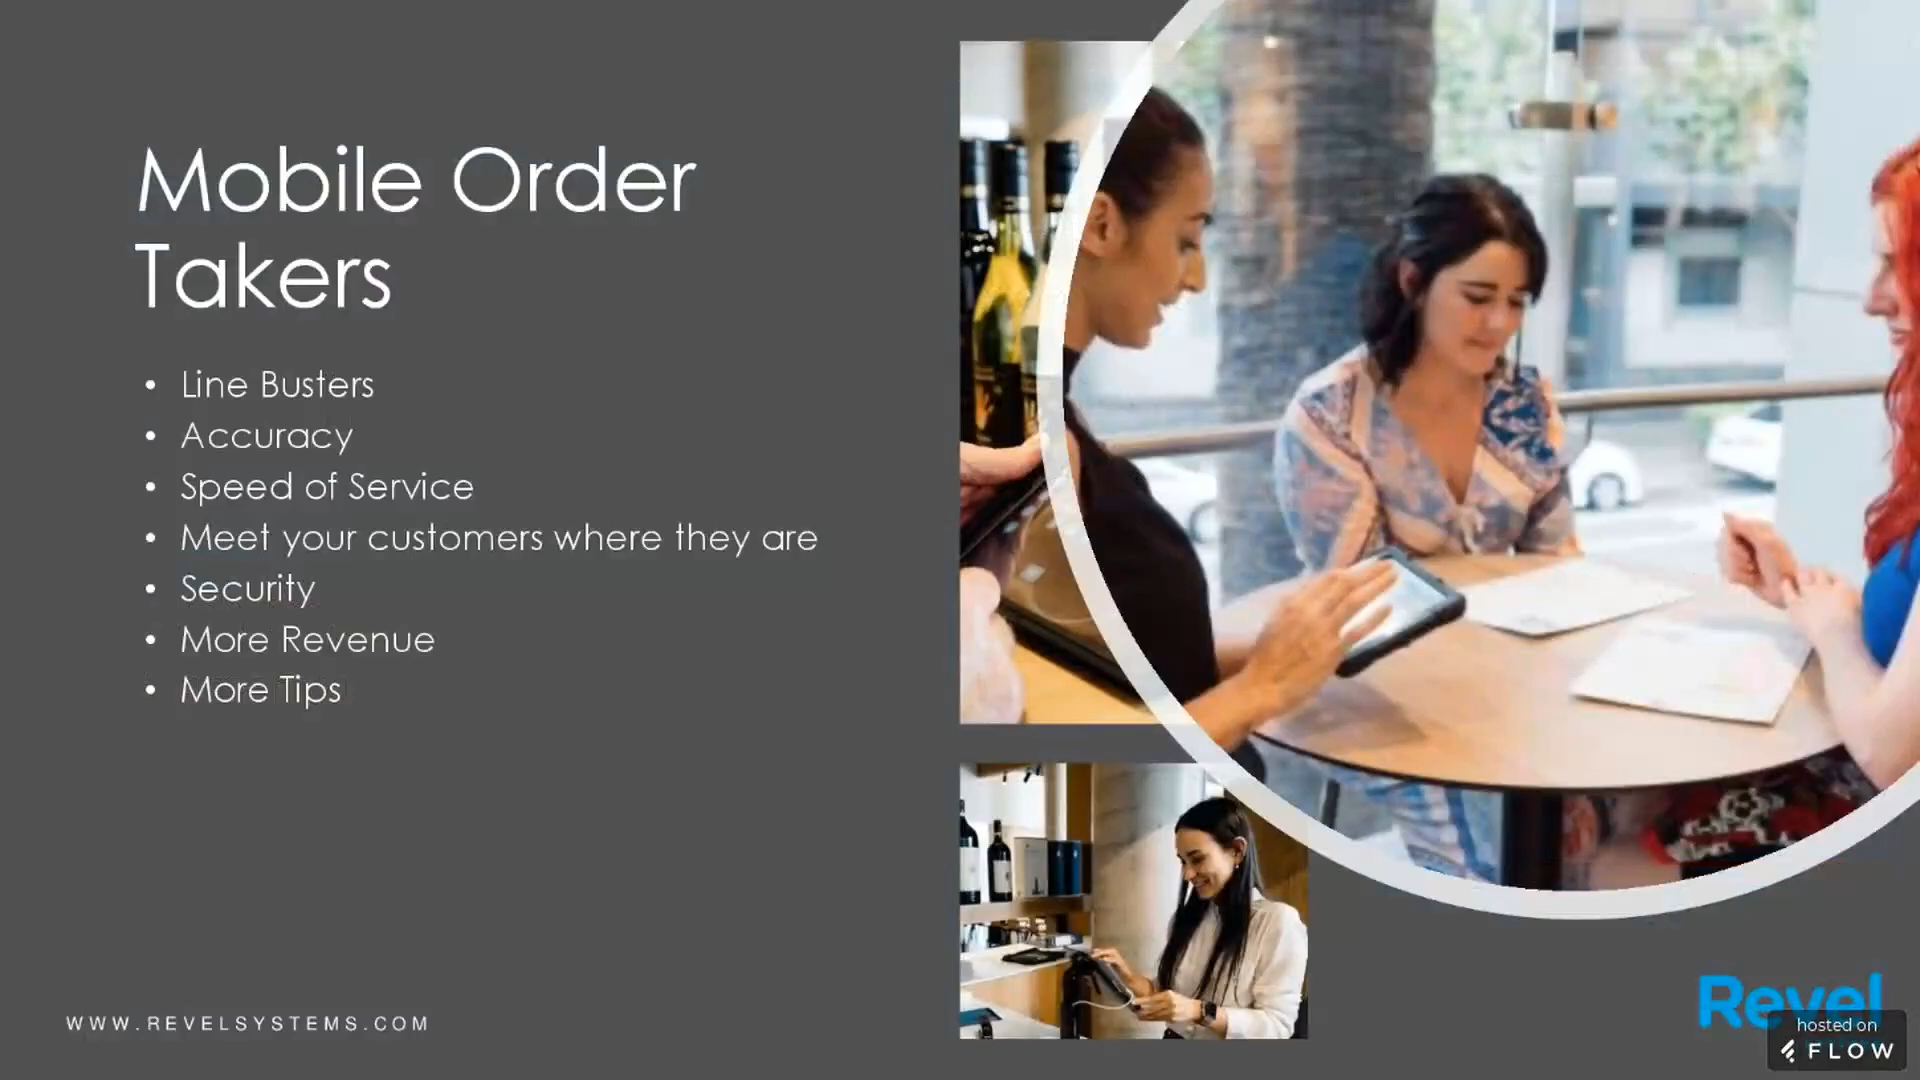 Mobile Order
Takers
• Line Busters
• Accuracy
• Speed of Service
• Meet your customers where they are
• Security
• More Revenue
• More Tips
WWW.REVELSYSTEMS.COM
Revel
hosted on
FLOW